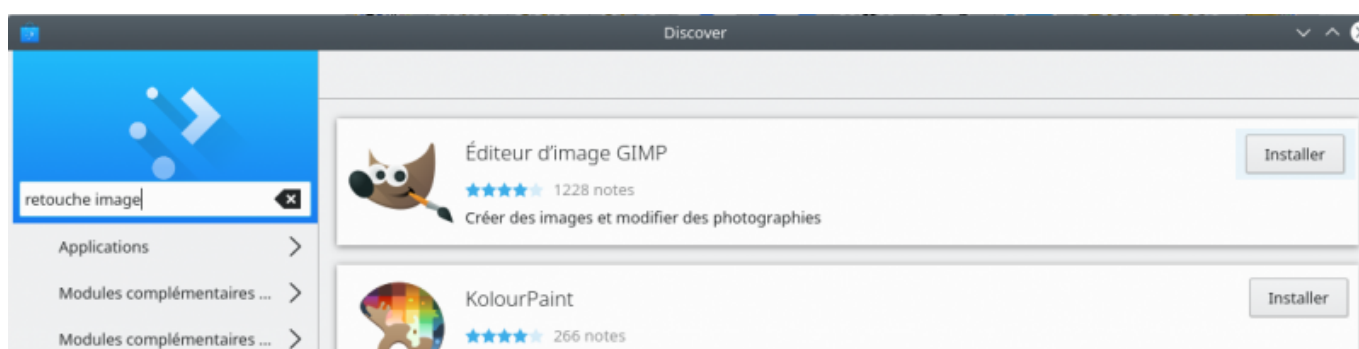 Discover
retouche image
Applications
Modules complémentaires ...
Modules complémentaires ...
Éditeur d'image GIMP
1228 notes
Créer des images et modifier des photographies
Installer
KolourPaint
266 notes
Installer